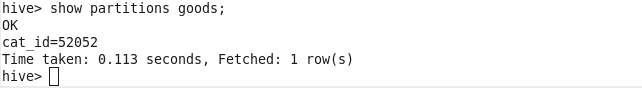 hive> show partitions goods;
OK
cat_id=52052
Time taken: 0.113 seconds, Fetched: 1 row(s)
hive>